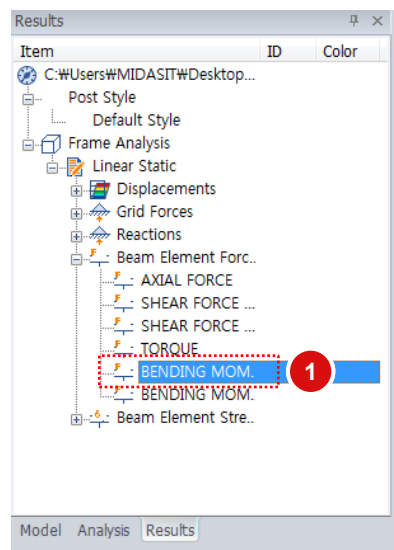 Results
Item ID Color
C:₩Users₩MIDASIT₩Desktop...
Post Style
Default Style
Frame Analysis
Linear Static
Displacements
Grid Forces
Reactions
Beam Element Forc..
AXIAL FORCE
SHEAR FORCE ...
SHEAR FORCE ...
TORQUE
BENDING MOM. 1
BENDING MOM.
Beam Element Stre..
Model Analysis Results